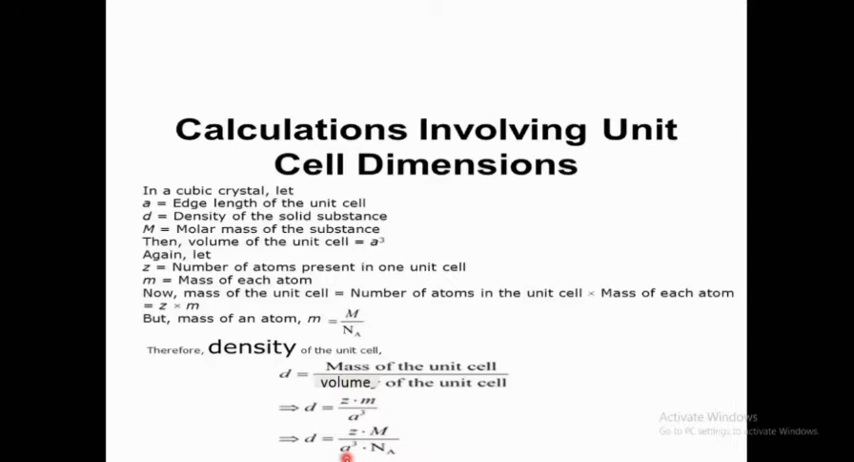 Calculations Involving Unit
Cell Dimensions
In a cubic crystal, let
a = Edge length of the unit cell
d = Density of the solid substance
M = Molar mass of the substance
Then, volume of the unit cell = a³
Again, let
z = Number of atoms present in one unit cell
m = Mass of each atom
Now, mass of the unit cell = Number of atoms in the unit cell × Mass of each atom
= z × m
But, mass of an atom, m = M / N_A
Therefore, density of the unit cell,
d = Mass of the unit cell / volume of the unit cell
⟹ d = z · m / a³
⟹ d = z · M / a³ · N_A
Activate Windows
Go to PC settings to activate Windows.